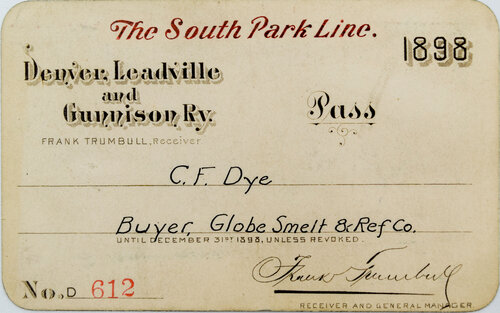 The South Park Line.
1898
Denver, Leadville
and
Gunnison Ry.
Pass
FRANK TRUMBULL, Receiver
C. F. Dye
Buyer, Globe Smelt & Ref Co.
UNTIL DECEMBER 31ST 1898, UNLESS REVOKED.
Frank Trumbull
No. D 612
RECEIVER AND GENERAL MANAGER.